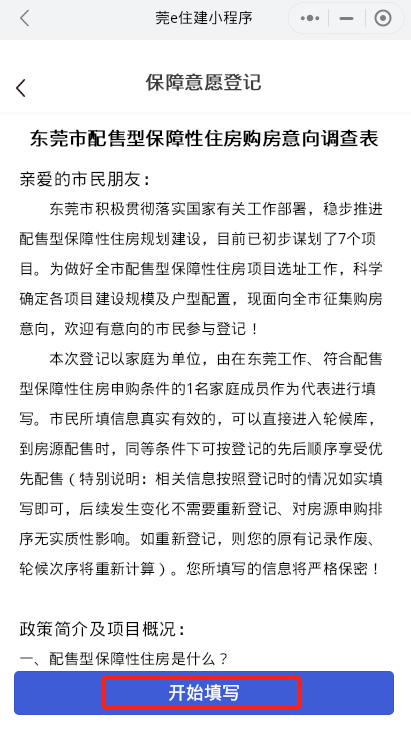 莞e住建小程序
保障意愿登记
东莞市配售型保障性住房购房意向调查表
亲爱的市民朋友：
东莞市积极贯彻落实国家有关工作部署，稳步推进
配售型保障性住房规划建设，目前已初步谋划了7个项
目。为做好全市配售型保障性住房项目选址工作，科学
确定各项目建设规模及户型配置，现面向全市征集购房
意向，欢迎有意向的市民参与登记！
本次登记以家庭为单位，由在东莞工作、符合配售
型保障性住房申购条件的1名家庭成员作为代表进行填
写。市民所填信息真实有效的，可以直接进入轮候库，
到房源配售时，同等条件下可按登记的先后顺序享受优
先配售（特别说明：相关信息按照登记时的情况如实填
写即可，后续发生变化不需要重新登记、对房源申购排
序无实质性影响。如重新登记，则您的原有记录作废、
轮候次序将重新计算）。您所填写的信息将严格保密！
政策简介及项目概况：
一、配售型保障性住房是什么？
开始填写